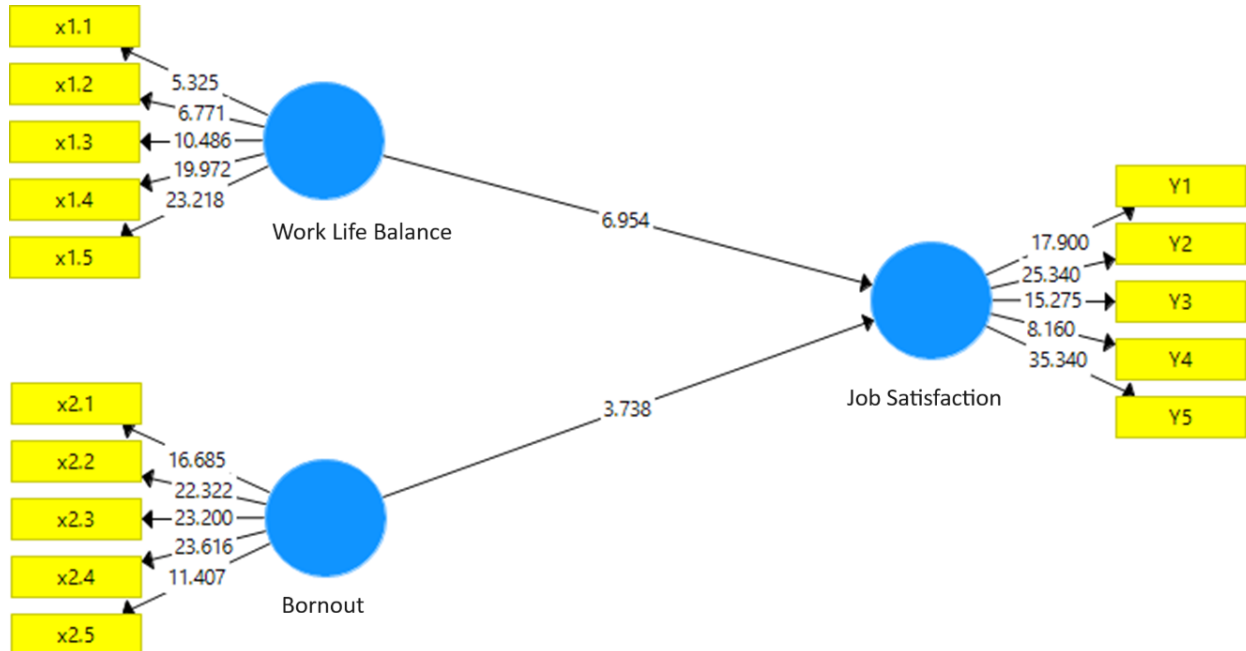 x1.1
5.325
x1.2
6.771
x1.3
10.486
19.972
x1.4
23.218
x1.5
Work Life Balance
6.954
Y1
17.900
Y2
25.340
Y3
15.275
8.160
Y4
35.340
Y5
Job Satisfaction
x2.1
3.738
16.685
x2.2
22.322
x2.3
23.200
23.616
x2.4
11.407
x2.5
Bornout